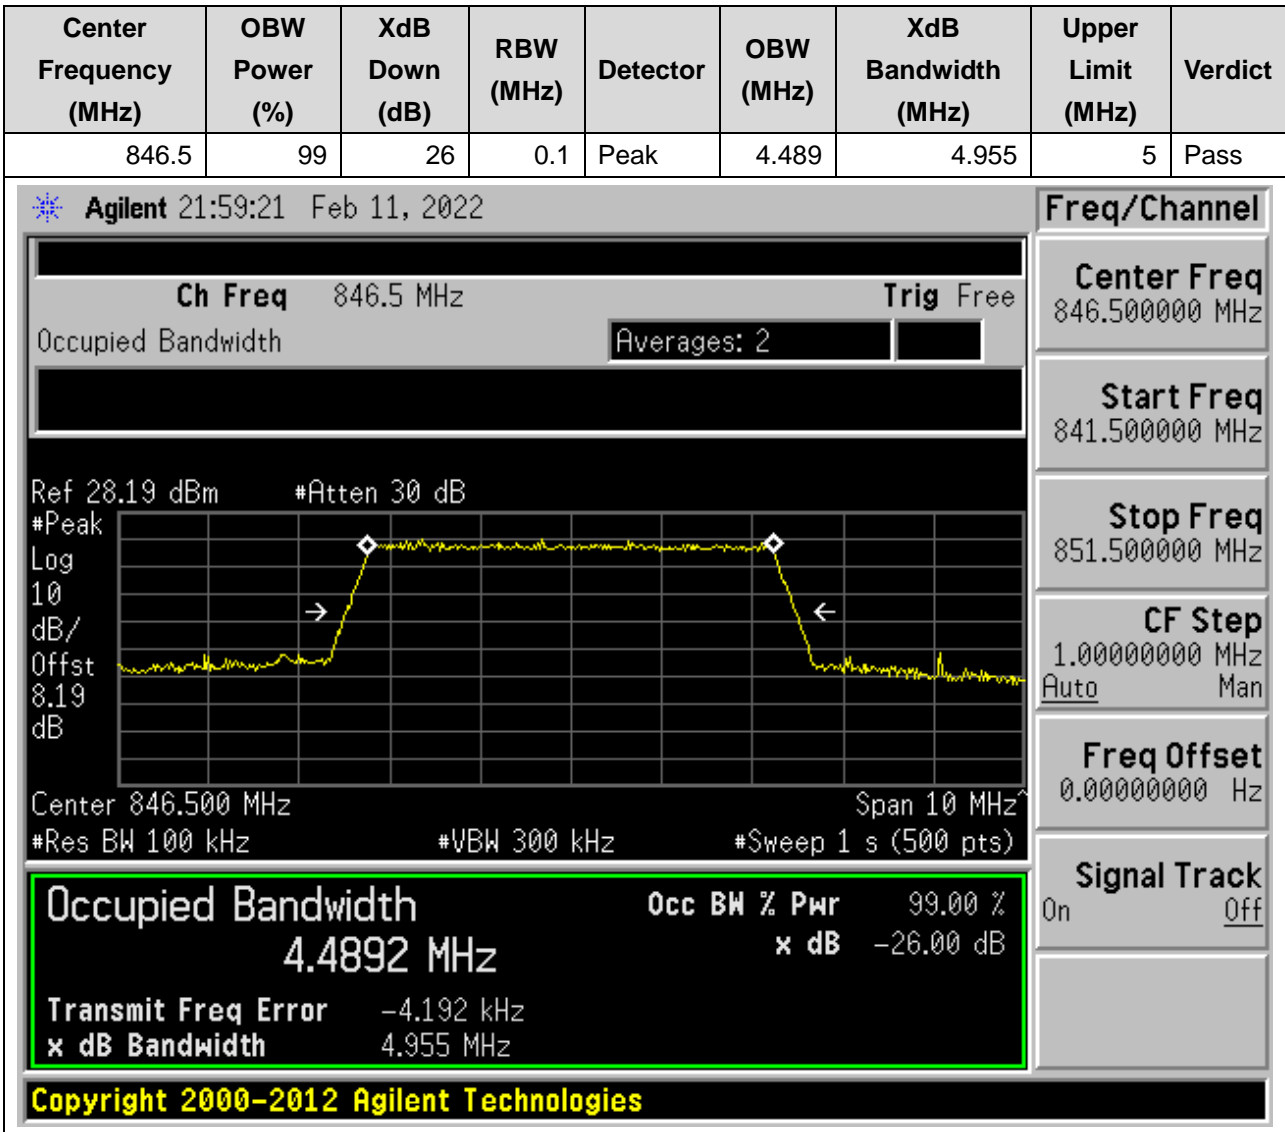 Center Frequency (MHz) OBW Power (%) XdB Down (dB) RBW (MHz) Detector OBW (MHz) XdB Bandwidth (MHz) Upper Limit (MHz) Verdict
846.5 99 26 0.1 Peak 4.489 4.955 5 Pass
Agilent 21:59:21 Feb 11, 2022
Freq/Channel
Ch Freq 846.5 MHz Trig Free
Occupied Bandwidth Averages: 2
Center Freq
846.500000 MHz
Start Freq
841.500000 MHz
Stop Freq
851.500000 MHz
CF Step
1.00000000 MHz
Auto Man
Freq Offset
0.00000000 Hz
Signal Track
On Off
Ref 28.19 dBm #Atten 30 dB
#Peak
Log
10
dB/
Offst
8.19
dB
Center 846.500 MHz Span 10 MHz^
#Res BW 100 kHz #VBW 300 kHz #Sweep 1 s (500 pts)
Occupied Bandwidth
4.4892 MHz
Occ BW % Pwr 99.00 %
x dB -26.00 dB
Transmit Freq Error -4.192 kHz
x dB Bandwidth 4.955 MHz
Copyright 2000-2012 Agilent Technologies